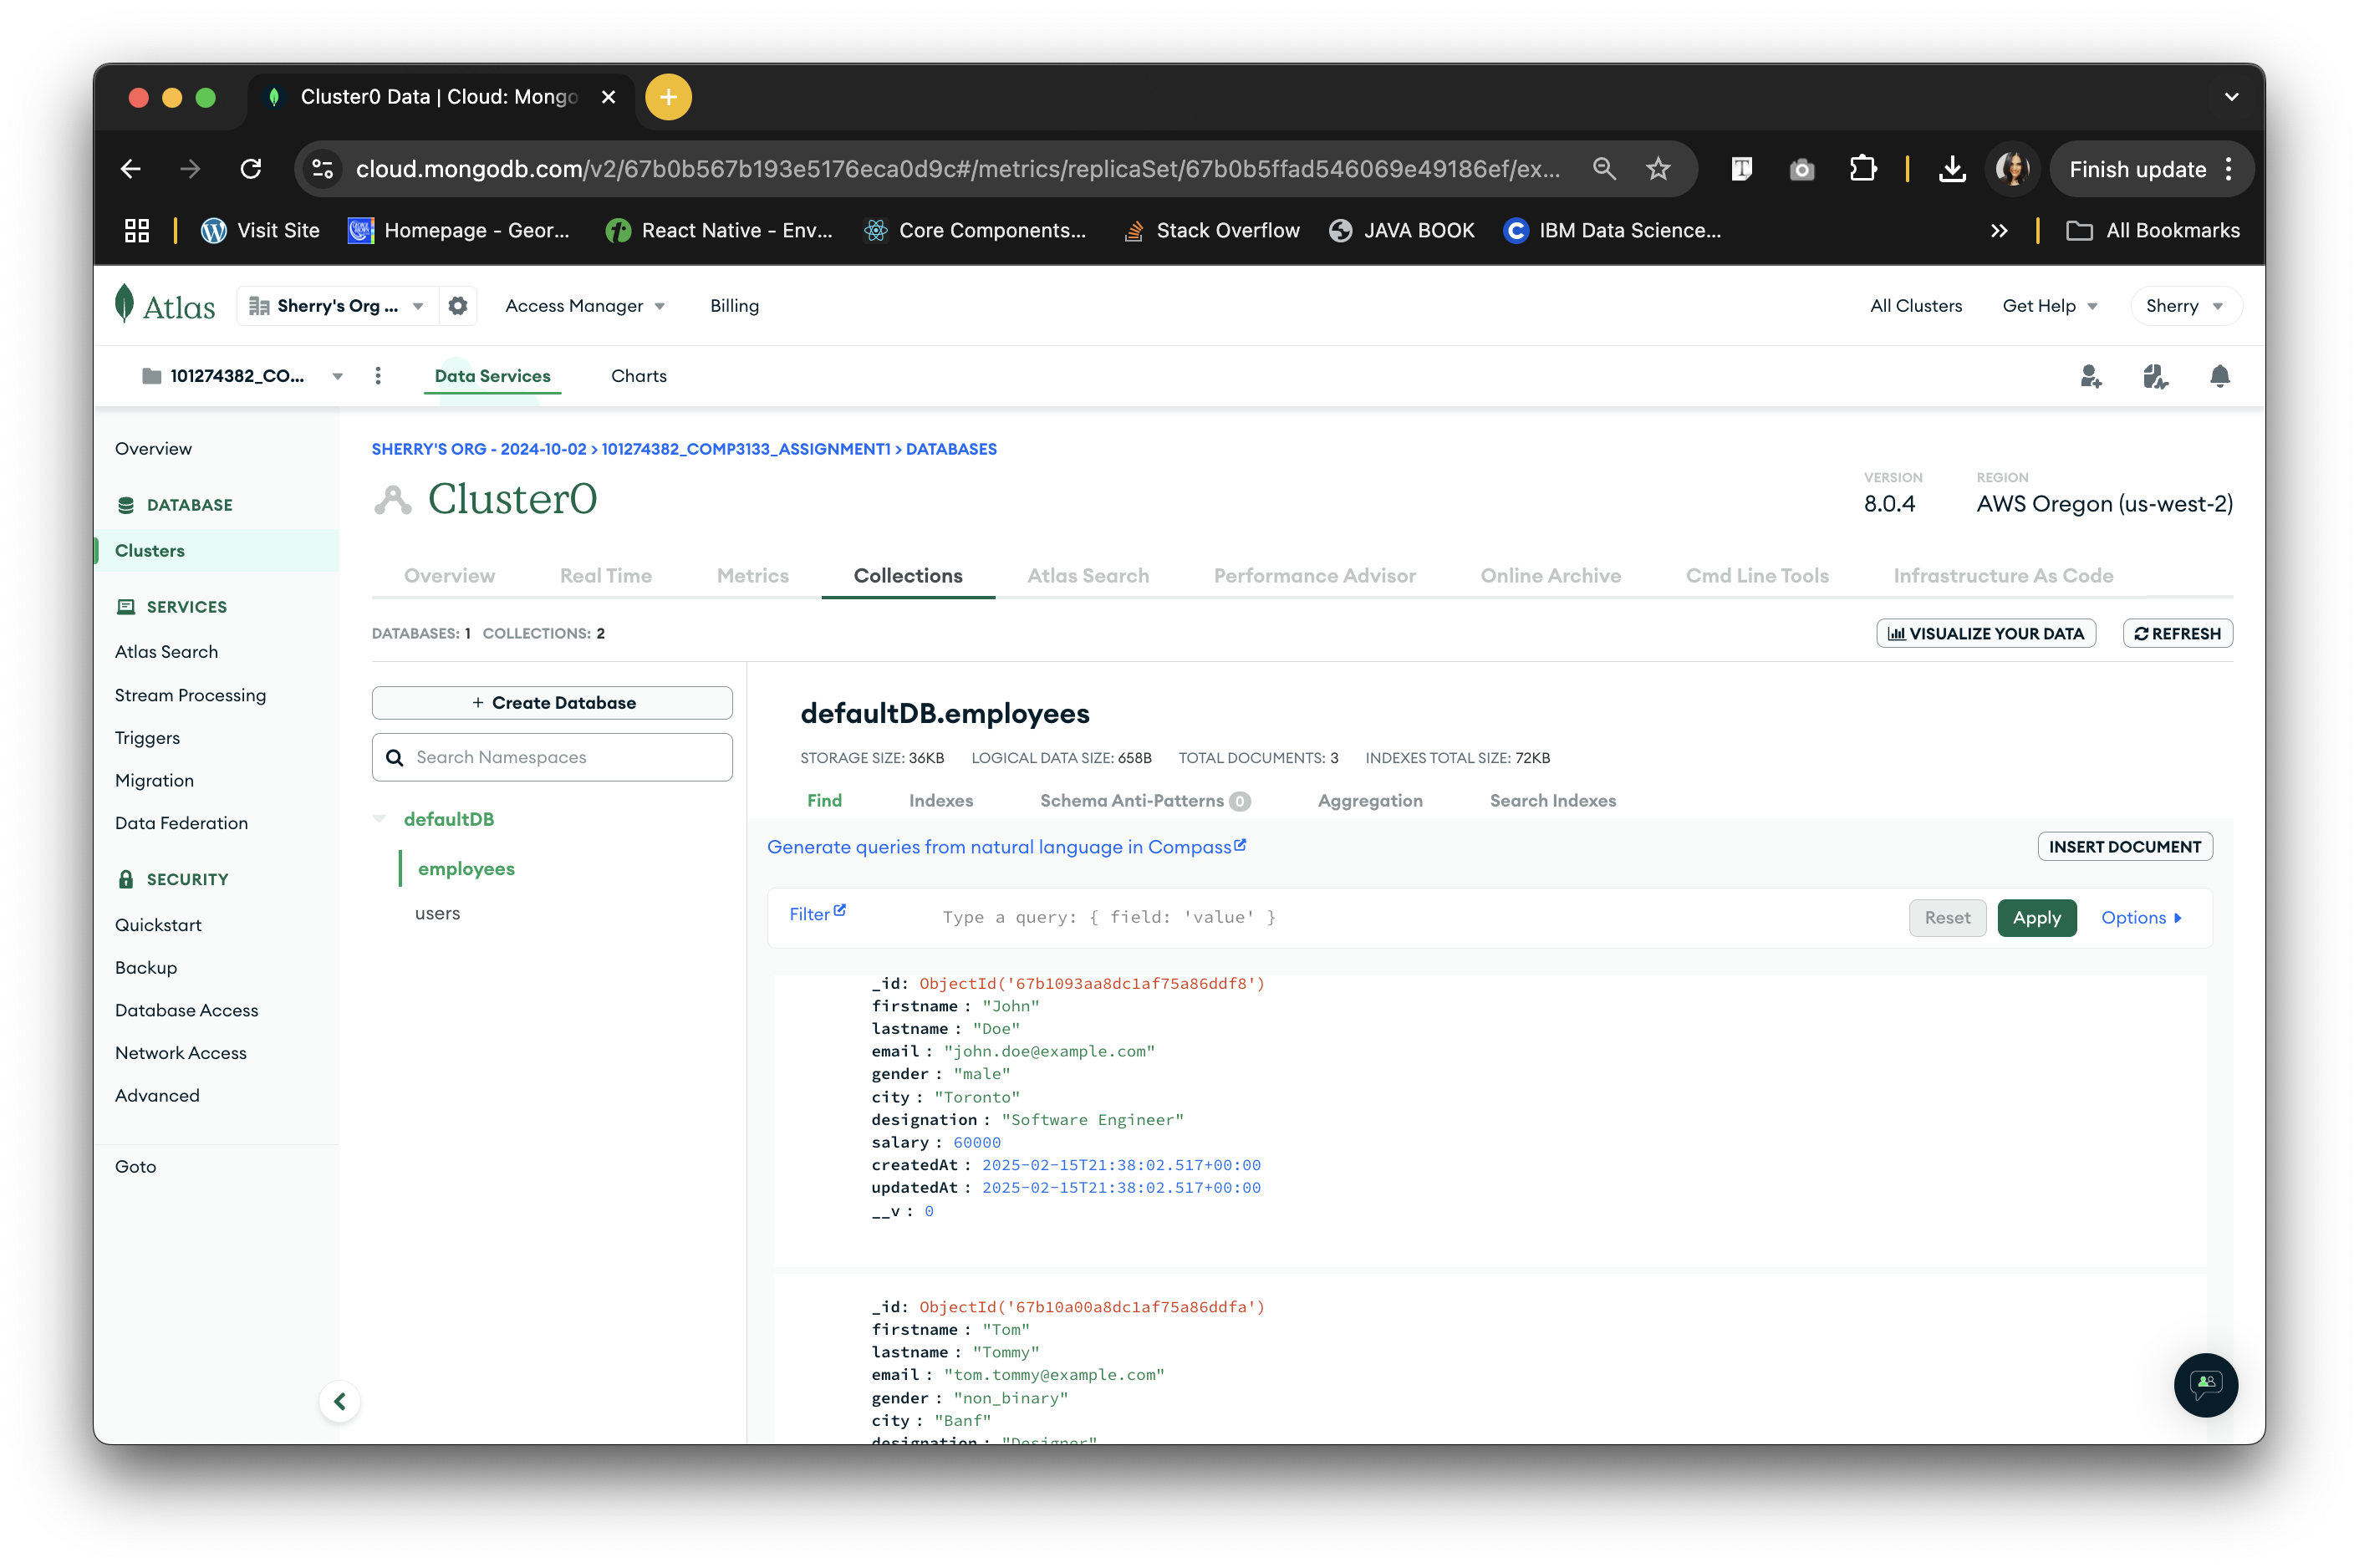 Cluster0 Data | Cloud: Mongo
cloud.mongodb.com/v2/67b0b567b193e5176eca0d9c#/metrics/replicaSet/67b0b5ffad546069e49186ef/ex...
Finish update
Visit Site
Homepage - Geor...
React Native - Env...
Core Components...
Stack Overflow
JAVA BOOK
IBM Data Science...
All Bookmarks
Atlas
Sherry's Org ...
Access Manager
Billing
All Clusters
Get Help
Sherry
101274382_CO...
Data Services
Charts
Overview
DATABASE
Clusters
SERVICES
Atlas Search
Stream Processing
Triggers
Migration
Data Federation
SECURITY
Quickstart
Backup
Database Access
Network Access
Advanced
Goto
SHERRY'S ORG - 2024-10-02 > 101274382_COMP3133_ASSIGNMENT1 > DATABASES
Cluster0
VERSION
8.0.4
REGION
AWS Oregon (us-west-2)
Overview
Real Time
Metrics
Collections
Atlas Search
Performance Advisor
Online Archive
Cmd Line Tools
Infrastructure As Code
DATABASES: 1 COLLECTIONS: 2
VISUALIZE YOUR DATA
REFRESH
+ Create Database
Search Namespaces
defaultDB
employees
users
defaultDB.employees
STORAGE SIZE: 36KB LOGICAL DATA SIZE: 658B TOTAL DOCUMENTS: 3 INDEXES TOTAL SIZE: 72KB
Find
Indexes
Schema Anti-Patterns 0
Aggregation
Search Indexes
Generate queries from natural language in Compass
INSERT DOCUMENT
Filter
Type a query: { field: 'value' }
Reset
Apply
Options
_id: ObjectId('67b1093aa8dc1af75a86ddf8')
firstname : "John"
lastname : "Doe"
email : "john.doe@example.com"
gender : "male"
city : "Toronto"
designation : "Software Engineer"
salary : 60000
createdAt : 2025-02-15T21:38:02.517+00:00
updatedAt : 2025-02-15T21:38:02.517+00:00
__v : 0
_id: ObjectId('67b10a00a8dc1af75a86ddfa')
firstname : "Tom"
lastname : "Tommy"
email : "tom.tommy@example.com"
gender : "non_binary"
city : "Banf"
designation : "Designer"